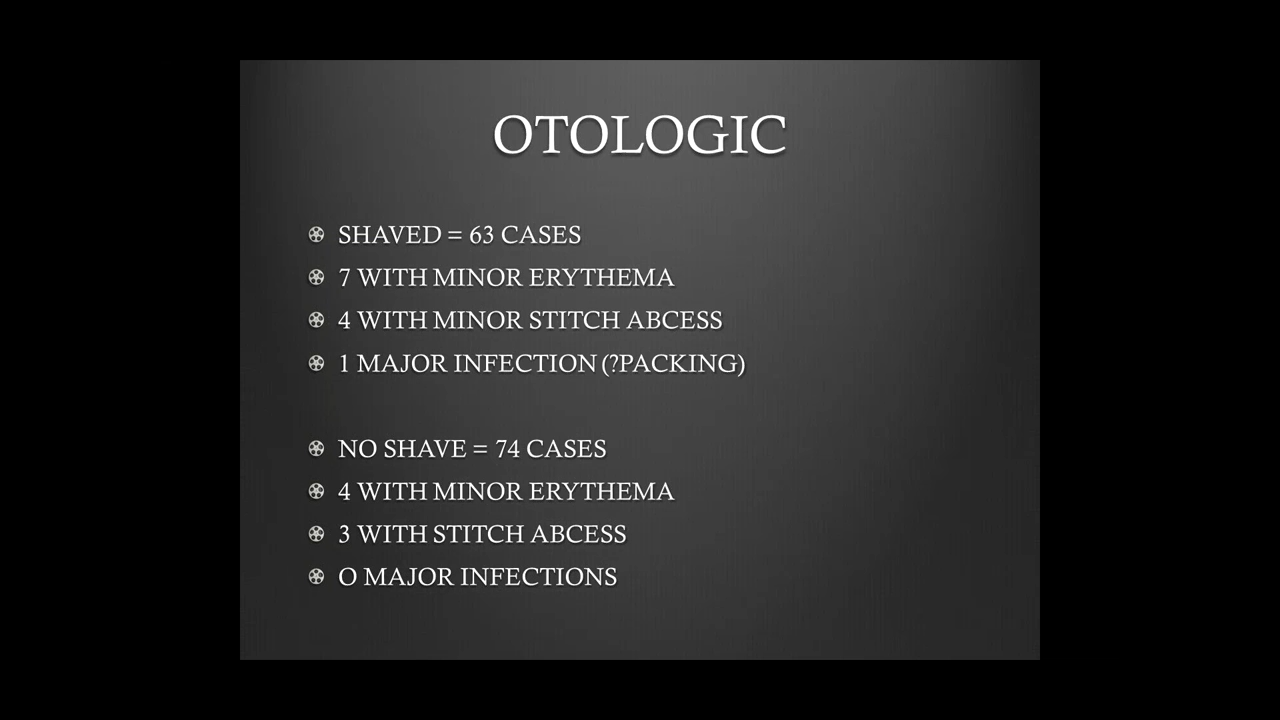 OTOLOGIC
SHAVED = 63 CASES
7 WITH MINOR ERYTHEMA
4 WITH MINOR STITCH ABCESS
1 MAJOR INFECTION (?PACKING)
NO SHAVE = 74 CASES
4 WITH MINOR ERYTHEMA
3 WITH STITCH ABCESS
O MAJOR INFECTIONS